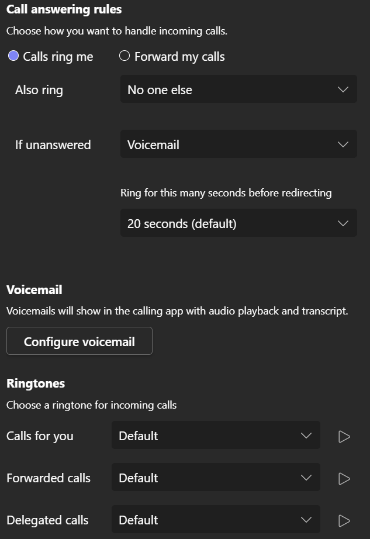 Call answering rules
Choose how you want to handle incoming calls.
Calls ring me Forward my calls
Also ring No one else
If unanswered Voicemail
Ring for this many seconds before redirecting
20 seconds (default)
Voicemail
Voicemails will show in the calling app with audio playback and transcript.
Configure voicemail
Ringtones
Choose a ringtone for incoming calls
Calls for you Default
Forwarded calls Default
Delegated calls Default